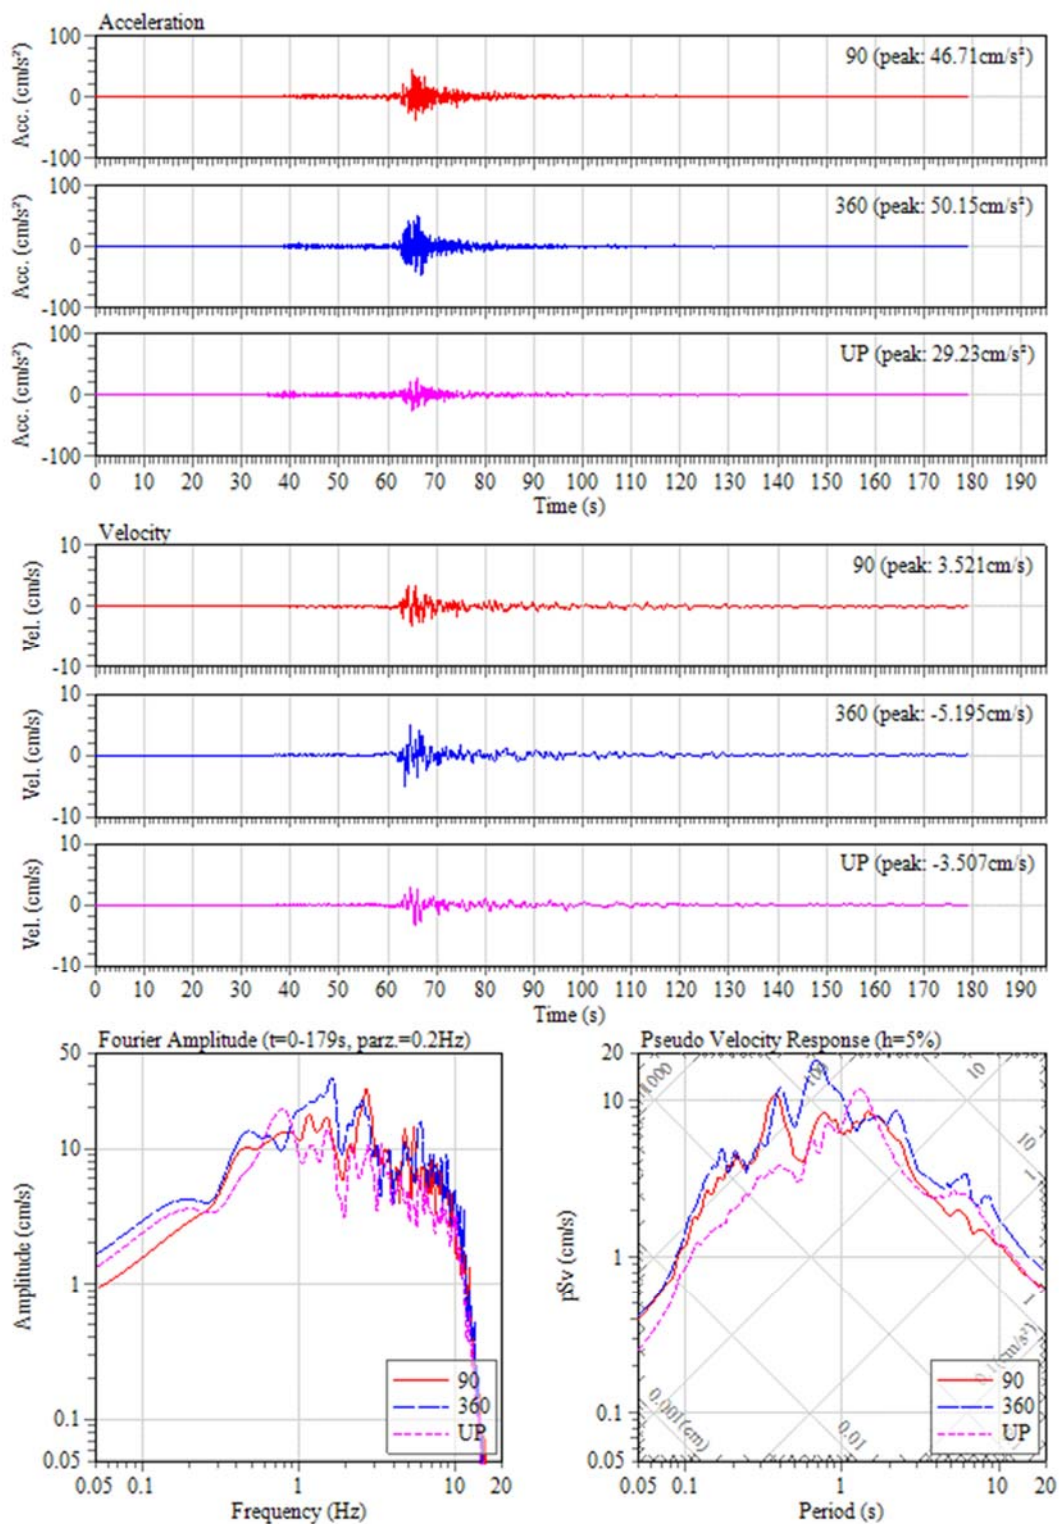 Acceleration
100
0
-100
Acc. (cm/s²)
90 (peak: 46.71cm/s²)
100
0
-100
Acc. (cm/s²)
360 (peak: 50.15cm/s²)
100
0
-100
Acc. (cm/s²)
UP (peak: 29.23cm/s²)
0 10 20 30 40 50 60 70 80 90 100 110 120 130 140 150 160 170 180 190
Time (s)
Velocity
10
0
-10
Vel. (cm/s)
90 (peak: 3.521cm/s)
10
0
-10
Vel. (cm/s)
360 (peak: -5.195cm/s)
10
0
-10
Vel. (cm/s)
UP (peak: -3.507cm/s)
0 10 20 30 40 50 60 70 80 90 100 110 120 130 140 150 160 170 180 190
Time (s)
Fourier Amplitude (t=0-179s, parz.=0.2Hz)
50
10
1
0.1
0.05
Amplitude (cm/s)
90
360
UP
0.05 0.1 1 10 20
Frequency (Hz)
Pseudo Velocity Response (h=5%)
20
10
1
0.1
0.05
pSv (cm/s)
1000
100
10
10
1
1
0.1(cm/s²)
0.001(cm)
0.01
90
360
UP
0.05 0.1 1 10 20
Period (s)